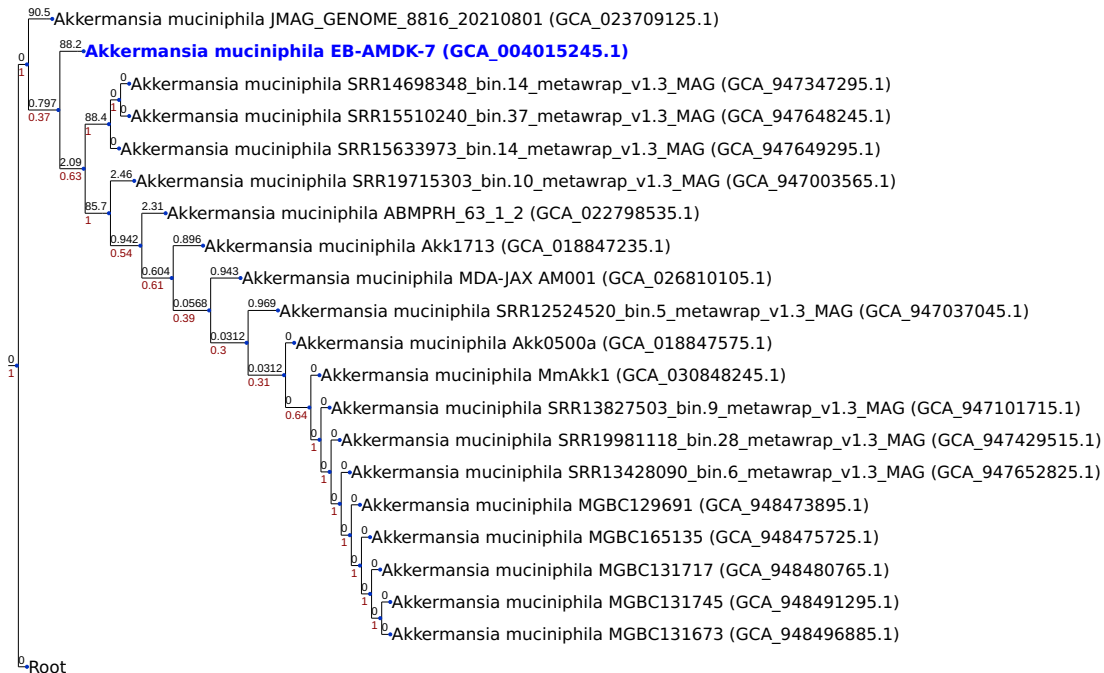 90.5 Akkermansia muciniphila JMAG_GENOME_8816_20210801 (GCA_023709125.1)
88.2 Akkermansia muciniphila EB-AMDK-7 (GCA_004015245.1)
0
1
0 Akkermansia muciniphila SRR14698348_bin.14_metawrap_v1.3_MAG (GCA_947347295.1)
0
1
0.797
0.37
0 Akkermansia muciniphila SRR15510240_bin.37_metawrap_v1.3_MAG (GCA_947648245.1)
88.4
1
0 Akkermansia muciniphila SRR15633973_bin.14_metawrap_v1.3_MAG (GCA_947649295.1)
2.09
0.63
2.46 Akkermansia muciniphila SRR19715303_bin.10_metawrap_v1.3_MAG (GCA_947003565.1)
85.7
1
2.31 Akkermansia muciniphila ABMPRH_63_1_2 (GCA_022798535.1)
0.942
0.54
0.896 Akkermansia muciniphila Akk1713 (GCA_018847235.1)
0.604
0.61
0.943 Akkermansia muciniphila MDA-JAX AM001 (GCA_026810105.1)
0.0568
0.39
0.969 Akkermansia muciniphila SRR12524520_bin.5_metawrap_v1.3_MAG (GCA_947037045.1)
0.0312
0.3
0 Akkermansia muciniphila Akk0500a (GCA_018847575.1)
0
1
0.0312
0.31
0 Akkermansia muciniphila MmAkk1 (GCA_030848245.1)
0
0.64
0 Akkermansia muciniphila SRR13827503_bin.9_metawrap_v1.3_MAG (GCA_947101715.1)
0
1
0 Akkermansia muciniphila SRR19981118_bin.28_metawrap_v1.3_MAG (GCA_947429515.1)
0
1
0 Akkermansia muciniphila SRR13428090_bin.6_metawrap_v1.3_MAG (GCA_947652825.1)
0
1
0 Akkermansia muciniphila MGBC129691 (GCA_948473895.1)
0
1
0 Akkermansia muciniphila MGBC165135 (GCA_948475725.1)
0
1
0 Akkermansia muciniphila MGBC131717 (GCA_948480765.1)
0
1
0 Akkermansia muciniphila MGBC131745 (GCA_948491295.1)
0
1
0 Akkermansia muciniphila MGBC131673 (GCA_948496885.1)
0 Root